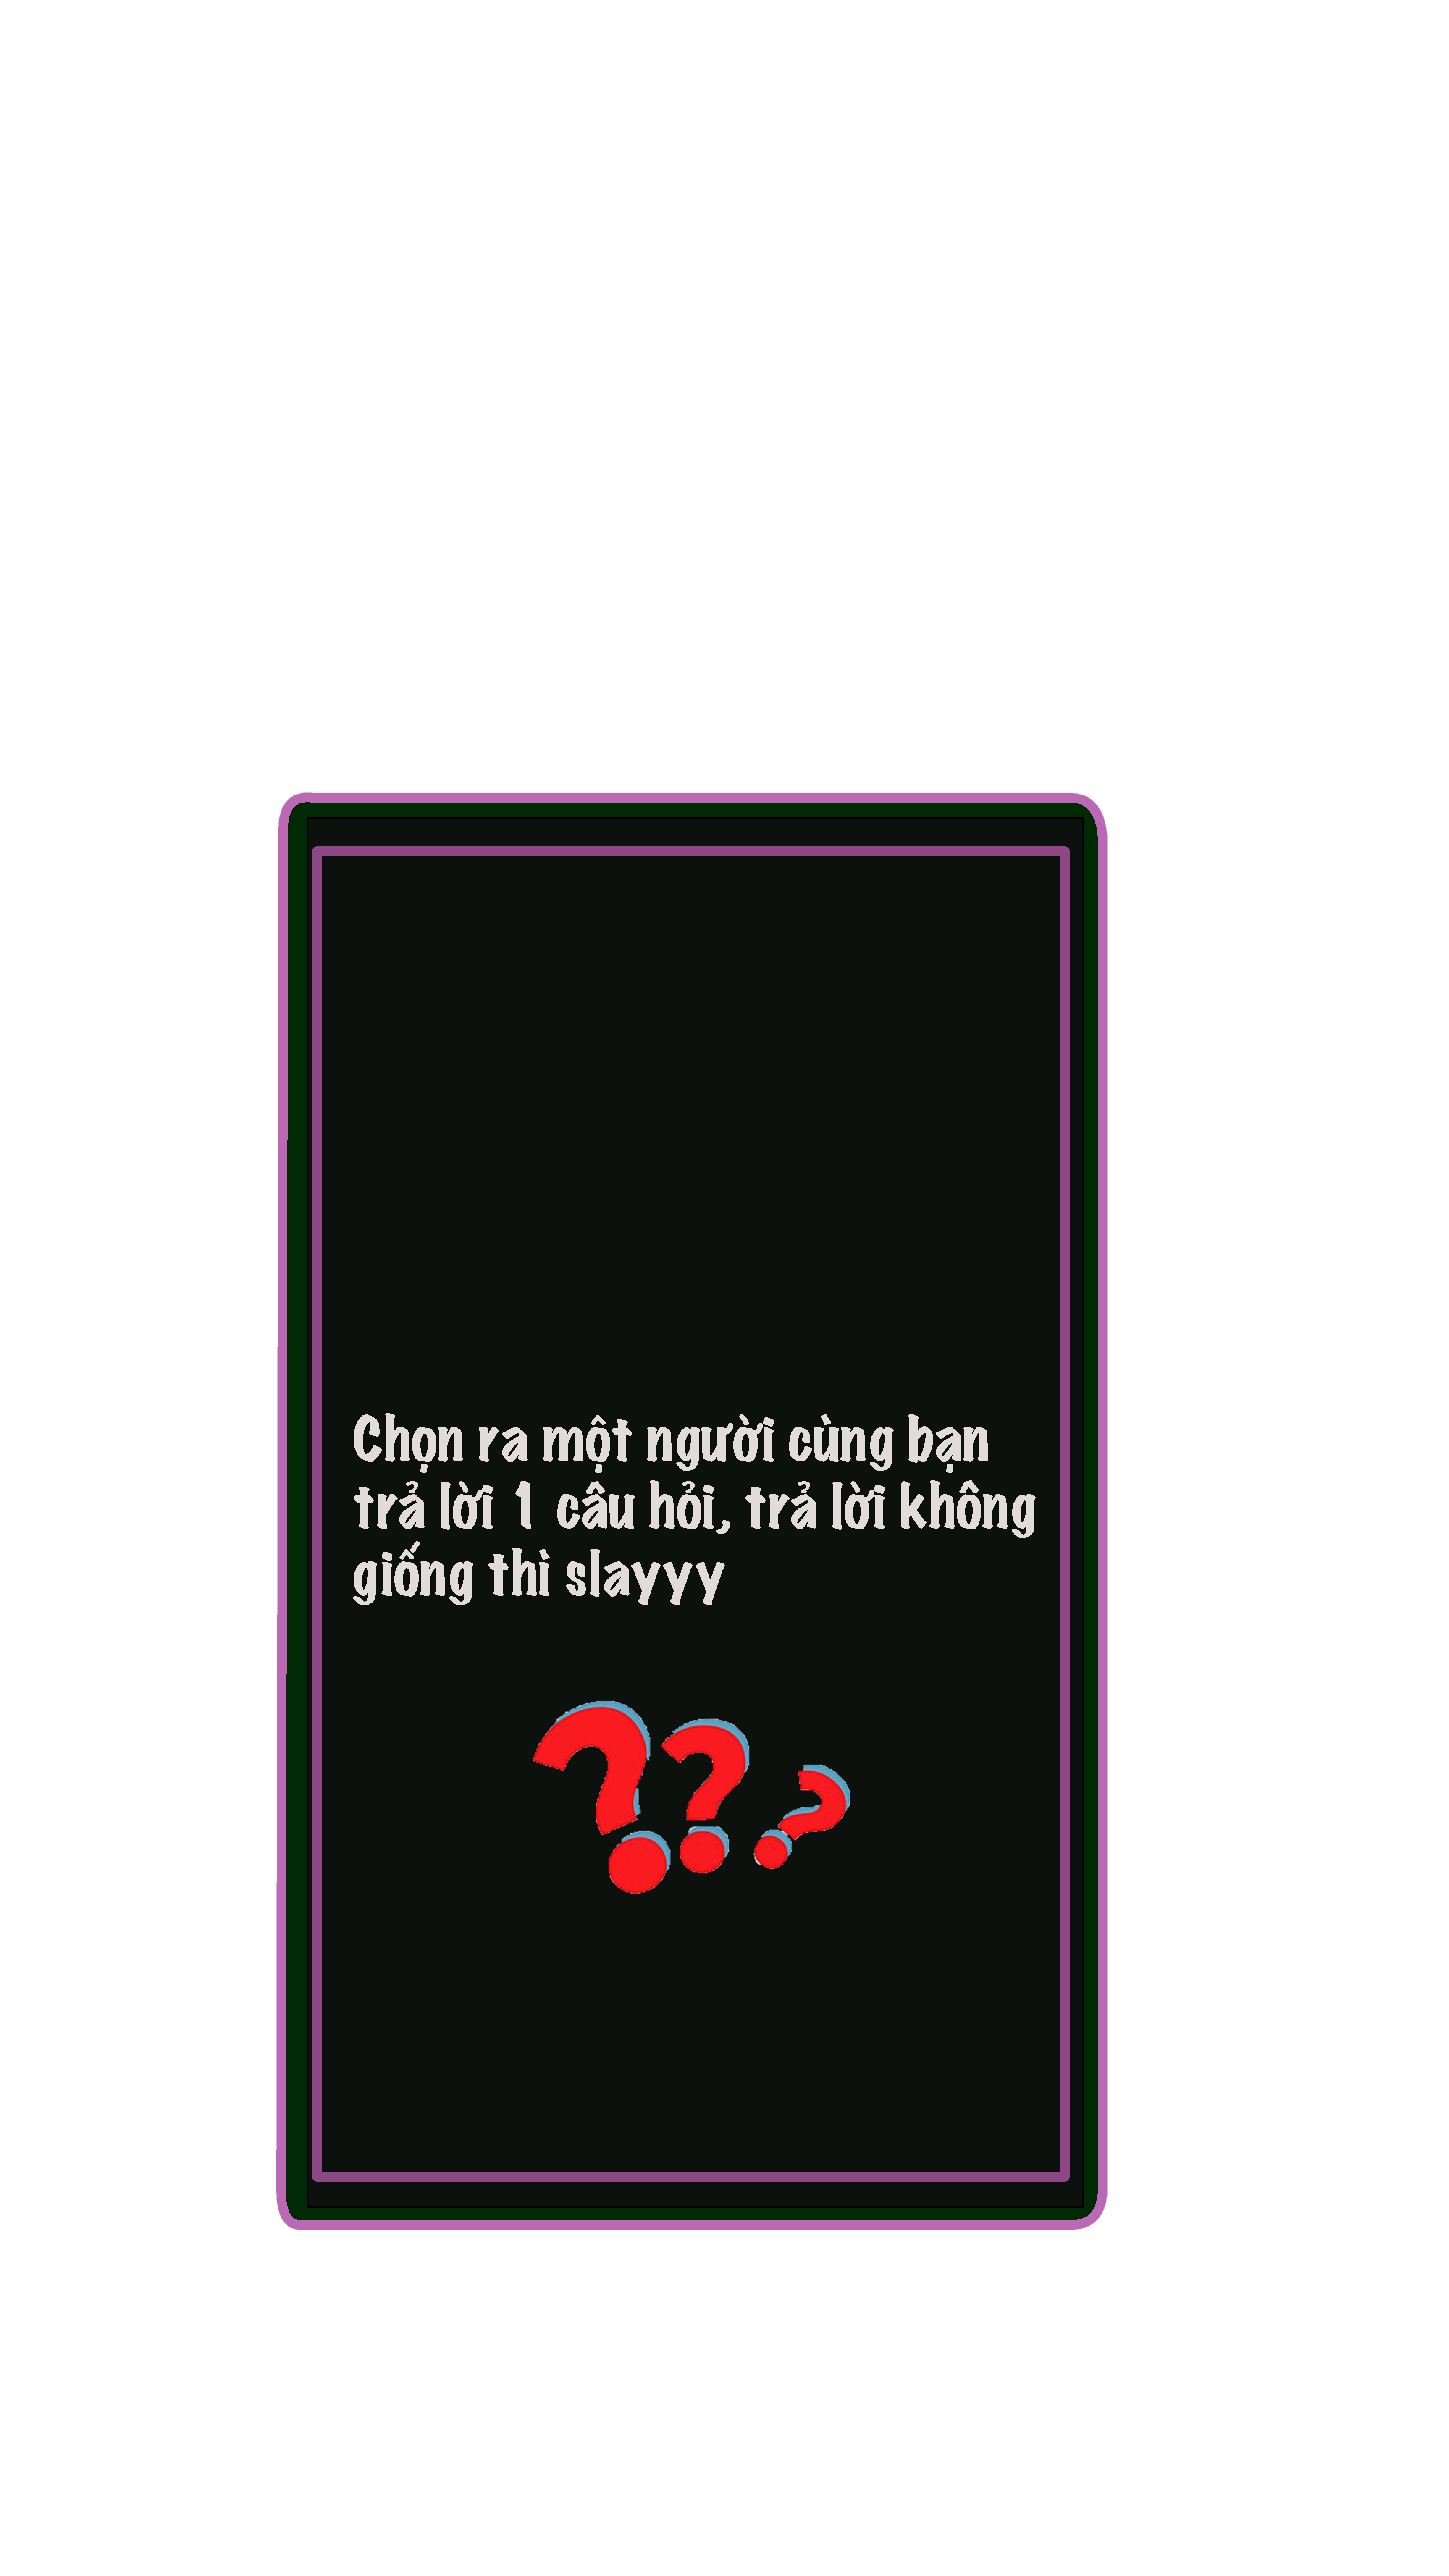 Chọn ra một người cùng bạn
trả lời 1 câu hỏi, trả lời không
giống thì slayyy
???